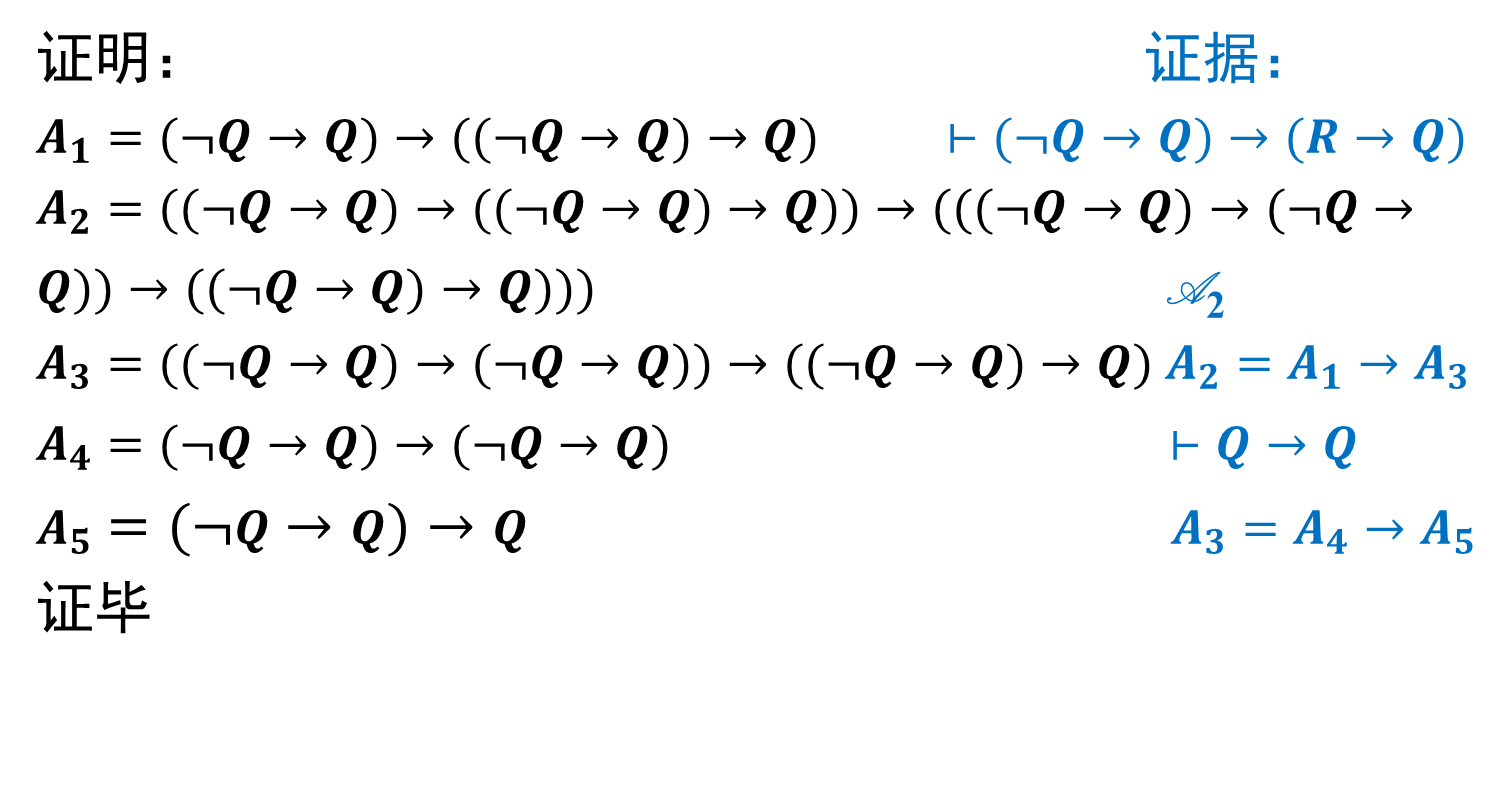 证明： 证据：
A₁ = (¬Q → Q) → ((¬Q → Q) → Q) ⊢ (¬Q → Q) → (R → Q)
A₂ = ((¬Q → Q) → ((¬Q → Q) → Q)) → (((¬Q → Q) → (¬Q →
Q)) → ((¬Q → Q) → Q))) 𝒜₂
A₃ = ((¬Q → Q) → (¬Q → Q)) → ((¬Q → Q) → Q) A₂ = A₁ → A₃
A₄ = (¬Q → Q) → (¬Q → Q) ⊢ Q → Q
A₅ = (¬Q → Q) → Q A₃ = A₄ → A₅
证毕